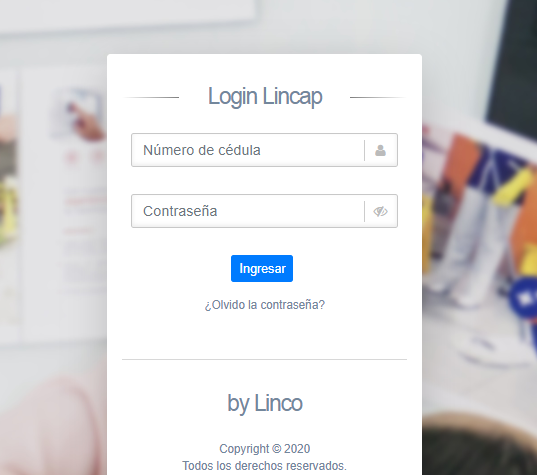 Login Lincap
Número de cédula
Contraseña
Ingresar
¿Olvido la contraseña?
by Linco
Copyright © 2020
Todos los derechos reservados.